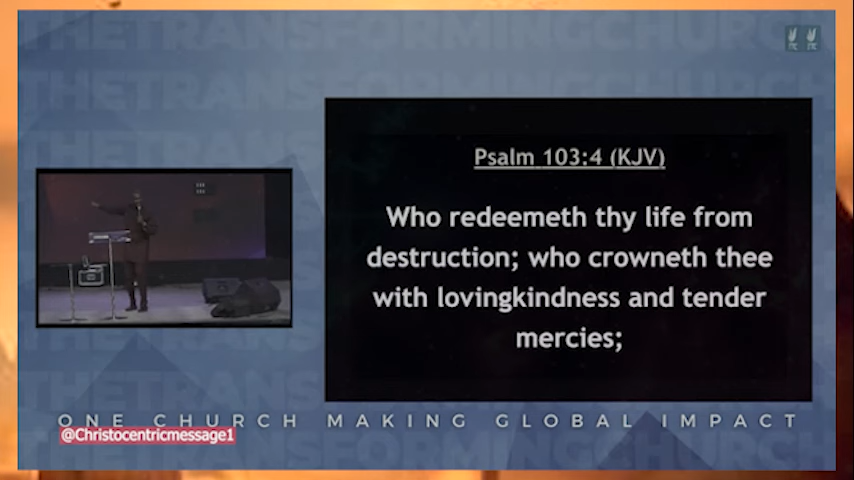 THETRANSFORMINGCHURCH
THETRANSFORMINGCHURCH
Psalm 103:4 (KJV)
Who redeemeth thy life from
destruction; who crowneth thee
with lovingkindness and tender
mercies;
ONE CHURCH MAKING GLOBAL IMPACT
@Christocentricmessage1